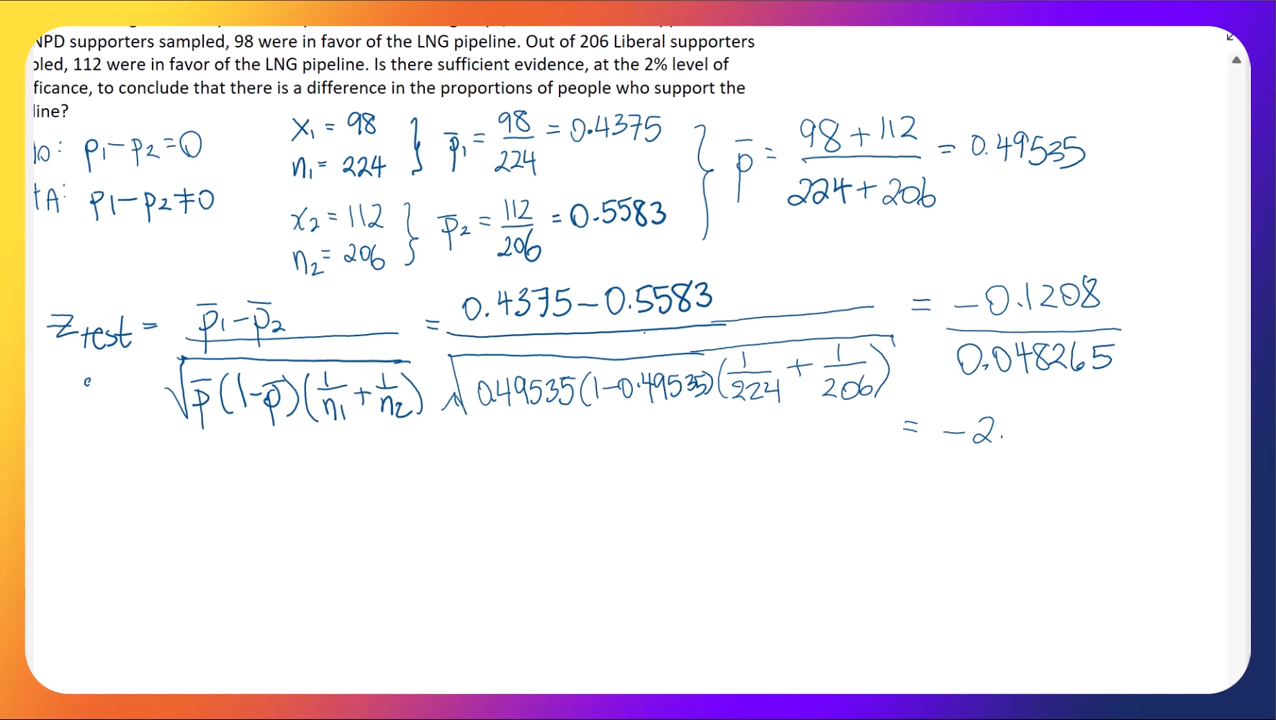 NPD supporters sampled, 98 were in favor of the LNG pipeline. Out of 206 Liberal supporters
pled, 112 were in favor of the LNG pipeline. Is there sufficient evidence, at the 2% level of
ficance, to conclude that there is a difference in the proportions of people who support the
line?
Ho: p₁-p₂=0
HA: p₁-p₂≠0
x₁ = 98
n₁= 224
} p̄₁ = 98/224 = 0.4375
x₂ = 112
n₂= 206
} p̄₂ = 112/206 = 0.5583
} p̄ = (98+112)/(224+206) = 0.49535
Ztest = (p̄₁-p̄₂)/√(p̄(1-p̄)(1/n₁+1/n₂)) = (0.4375-0.5583)/√(0.49535(1-0.49535)(1/224+1/206)) = -0.1208/0.048265
= -2.